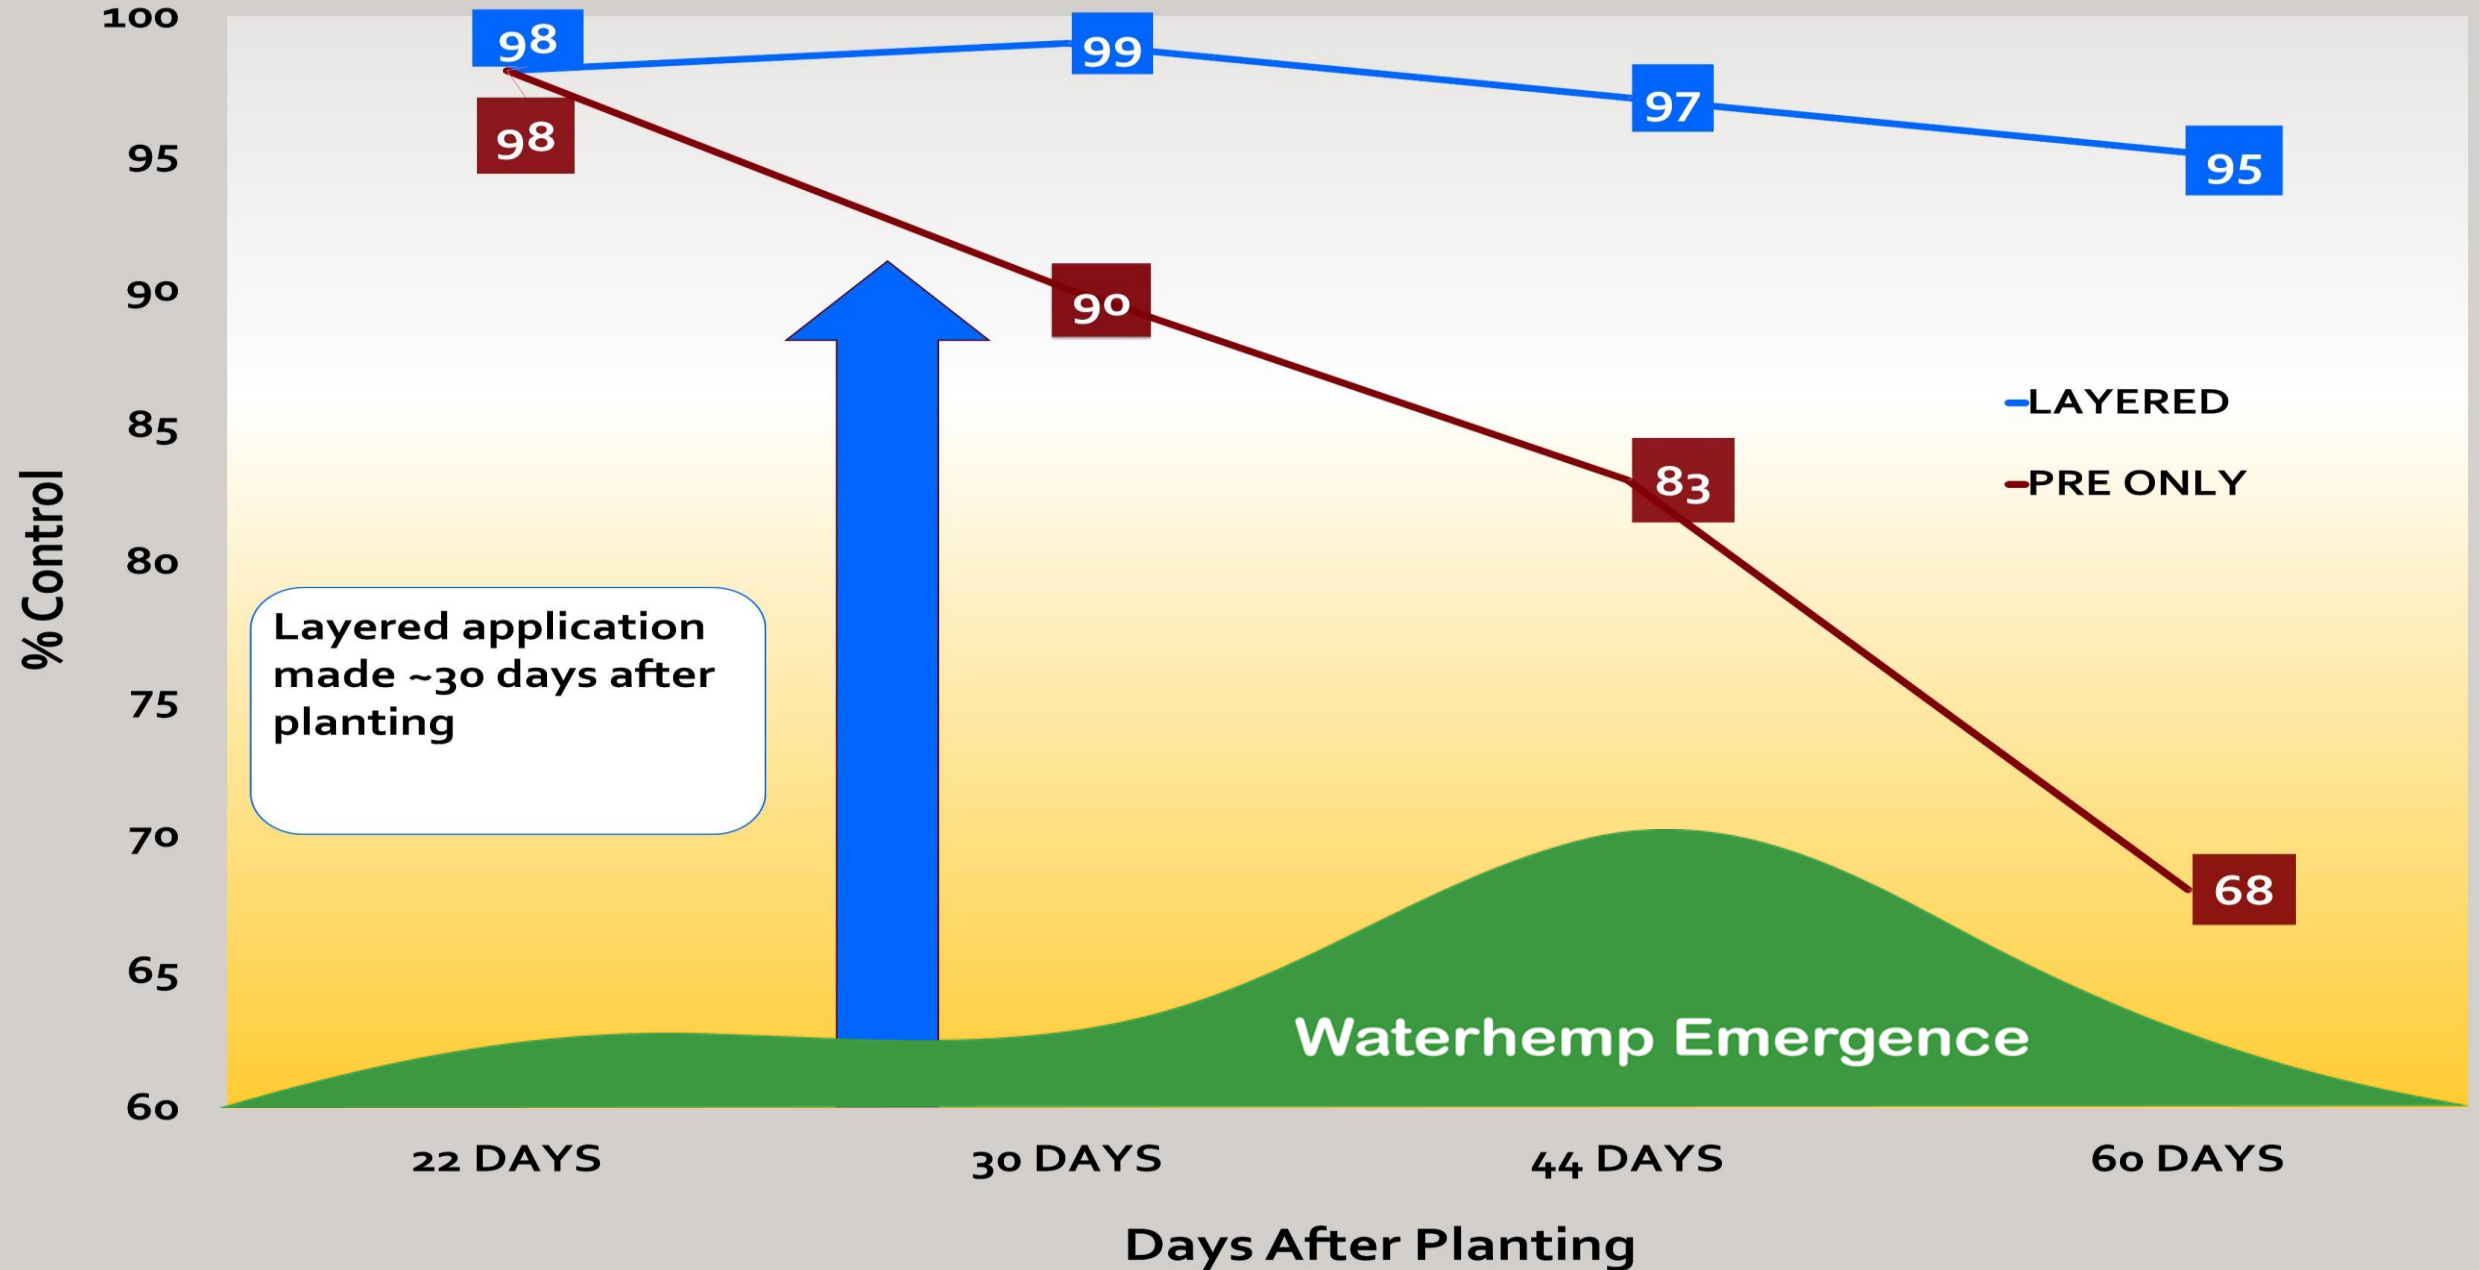 100
95
90
85
80
75
70
65
60
% Control
98
99
97
95
98
90
83
68
LAYERED
PRE ONLY
Layered application
made ~30 days after
planting
Waterhemp Emergence
22 DAYS
30 DAYS
44 DAYS
60 DAYS
Days After Planting